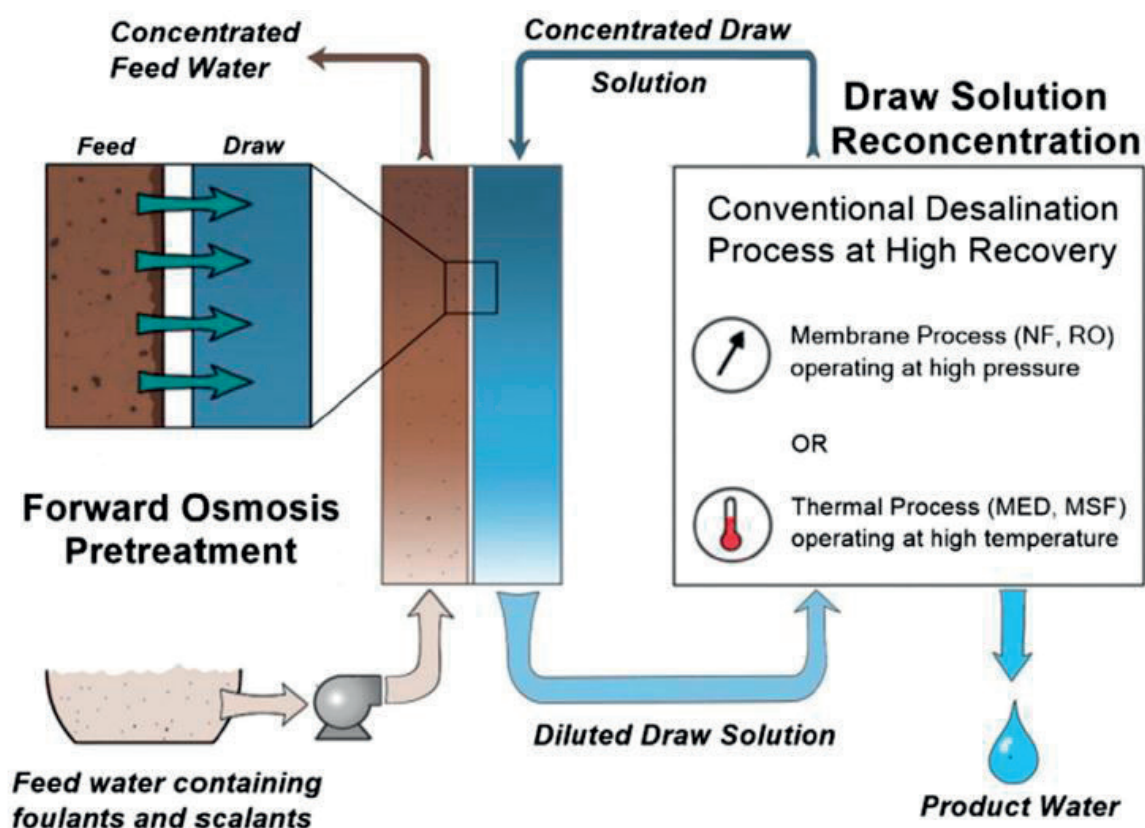 Concentrated
Feed Water
Concentrated Draw
Solution
Draw Solution
Reconcentration
Feed
Draw
Conventional Desalination
Process at High Recovery
Membrane Process (NF, RO)
operating at high pressure
OR
Thermal Process (MED, MSF)
operating at high temperature
Forward Osmosis
Pretreatment
Diluted Draw Solution
Feed water containing
foulants and scalants
Product Water